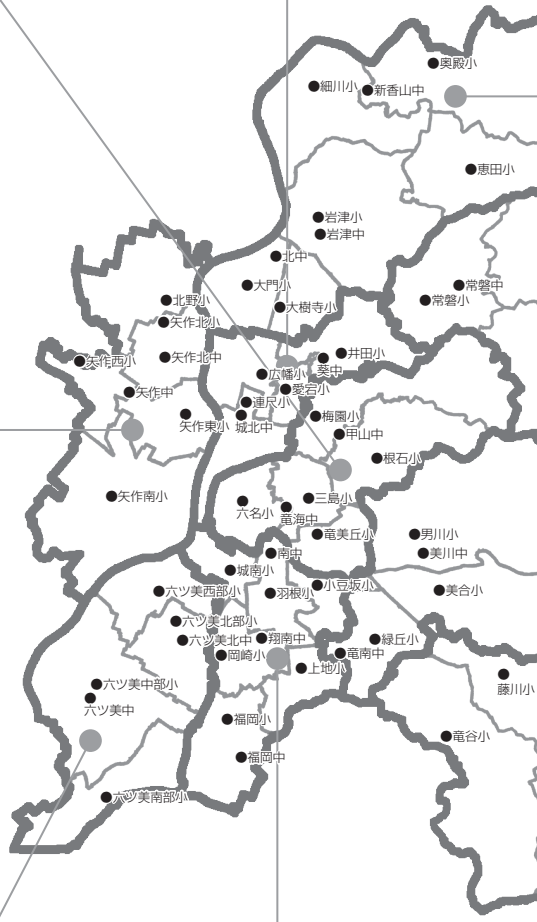 奥殿小
細川小
新香山中
恵田小
岩津小
岩津中
北中
大門小
常磐中
北野小
常磐小
大樹寺小
矢作北小
井田小
矢作北中
葵中
矢作西小
広幡小
愛宕小
矢作中
連尺小
矢作東小
城北中
梅園小
甲山中
根石小
矢作南小
三島小
六名小
竜海中
竜美丘小
男川小
南中
美川中
城南小
小豆坂小
六ツ美西部小
羽根小
美合小
六ツ美北部小
六ツ美北中
翔南中
緑丘小
岡崎小
竜南中
上地小
藤川小
六ツ美中部小
六ツ美中
福岡小
竜谷小
福岡中
六ツ美南部小